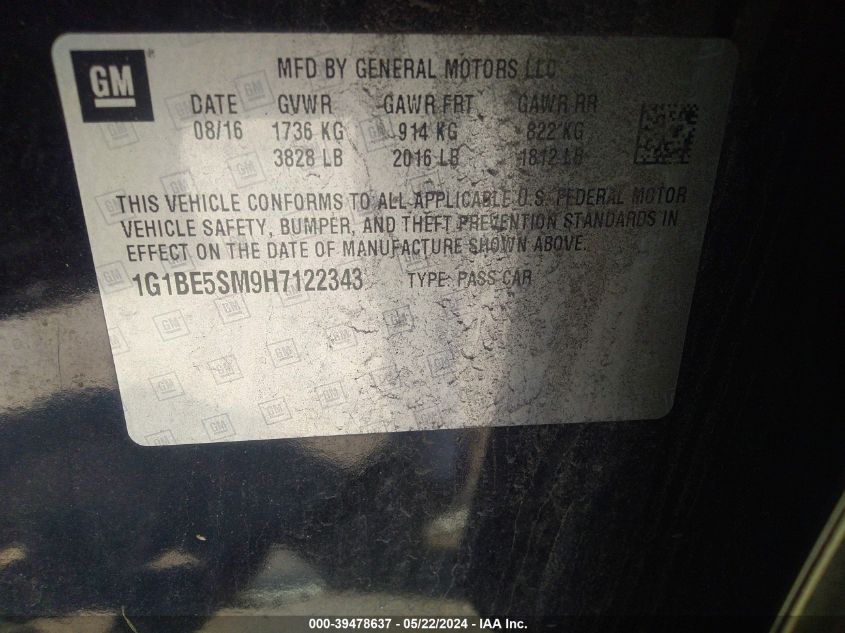 GM
MFD BY GENERAL MOTORS LLC
DATE GVWR GAWR FRT GAWR RR
08/16 1736 KG 914 KG 822 KG
3828 LB 2016 LB 1812 LB
THIS VEHICLE CONFORMS TO ALL APPLICABLE U.S. FEDERAL MOTOR
VEHICLE SAFETY, BUMPER, AND THEFT PREVENTION STANDARDS IN
EFFECT ON THE DATE OF MANUFACTURE SHOWN ABOVE.
1G1BE5SM9H7122343 TYPE: PASS CAR
000-39478637 - 05/22/2024 - IAA Inc.